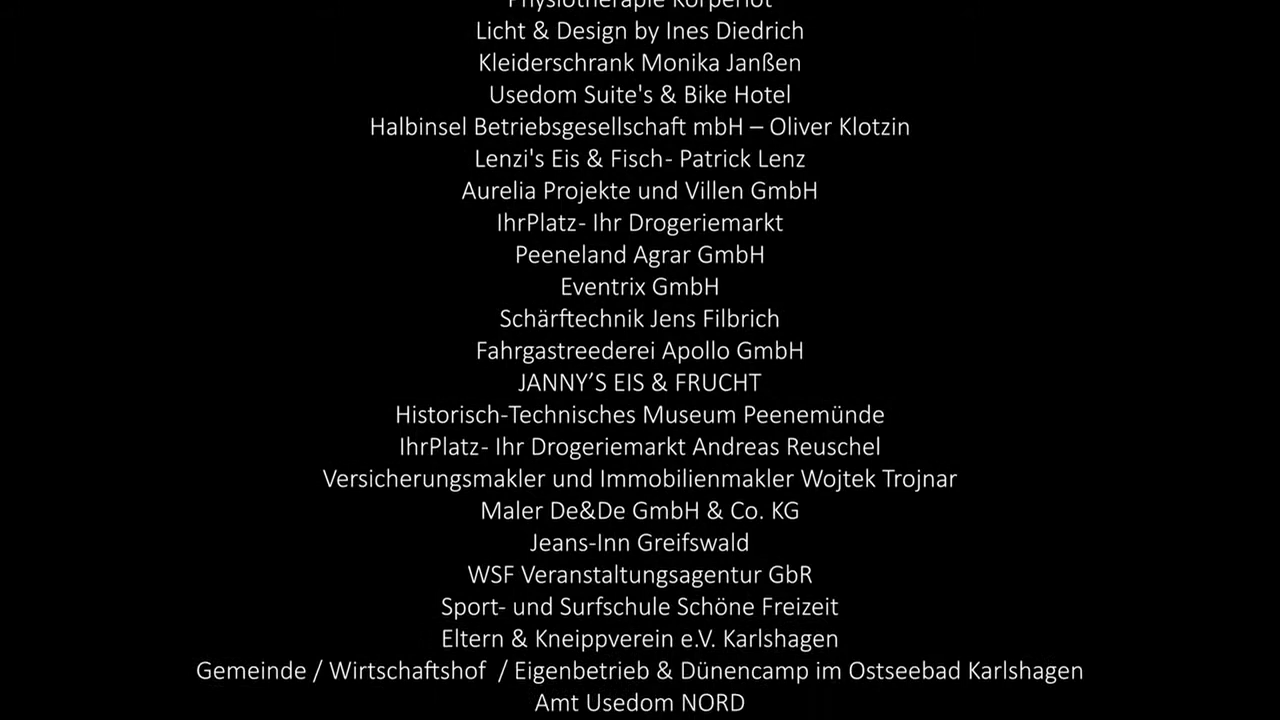 Physiotherapie Körperlot
Licht & Design by Ines Diedrich
Kleiderschrank Monika Janßen
Usedom Suite's & Bike Hotel
Halbinsel Betriebsgesellschaft mbH – Oliver Klotzin
Lenzi's Eis & Fisch- Patrick Lenz
Aurelia Projekte und Villen GmbH
IhrPlatz- Ihr Drogeriemarkt
Peeneland Agrar GmbH
Eventrix GmbH
Schärftechnik Jens Filbrich
Fahrgastreederei Apollo GmbH
JANNY’S EIS & FRUCHT
Historisch-Technisches Museum Peenemünde
IhrPlatz- Ihr Drogeriemarkt Andreas Reuschel
Versicherungsmakler und Immobilienmakler Wojtek Trojnar
Maler De&De GmbH & Co. KG
Jeans-Inn Greifswald
WSF Veranstaltungsagentur GbR
Sport- und Surfschule Schöne Freizeit
Eltern & Kneippverein e.V. Karlshagen
Gemeinde / Wirtschaftshof / Eigenbetrieb & Dünencamp im Ostseebad Karlshagen
Amt Usedom NORD